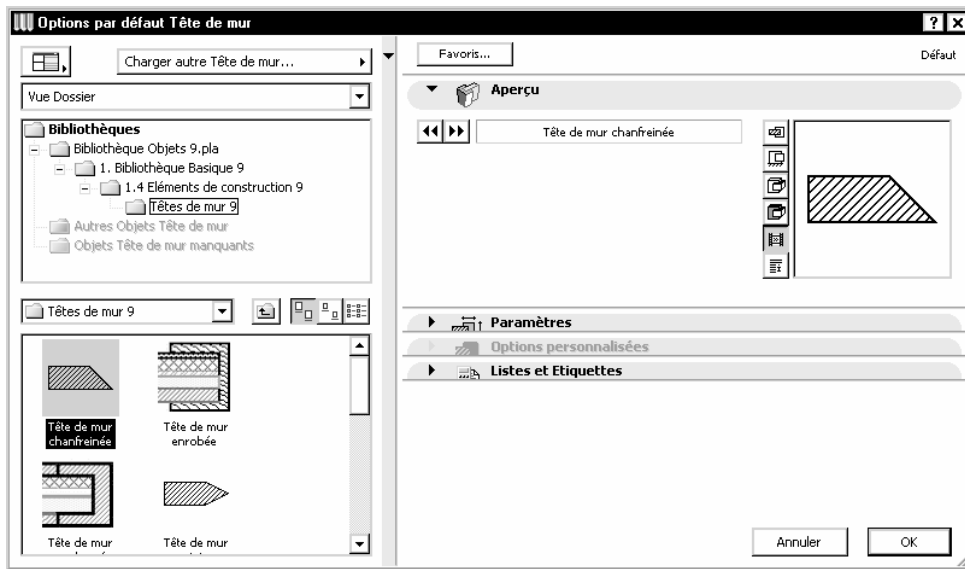 Options par défaut Tête de mur
Charger autre Tête de mur...
Vue Dossier
Bibliothèques
Bibliothèque Objets 9.pla
1. Bibliothèque Basique 9
1.4 Eléments de construction 9
Têtes de mur 9
Autres Objets Tête de mur
Objets Tête de mur manquants
Têtes de mur 9
Tête de mur
chanfreinée
Tête de mur
enrobée
Tête de mur
Tête de mur
Favoris...
Défaut
Aperçu
Tête de mur chanfreinée
Paramètres
Options personnalisées
Listes et Etiquettes
Annuler
OK